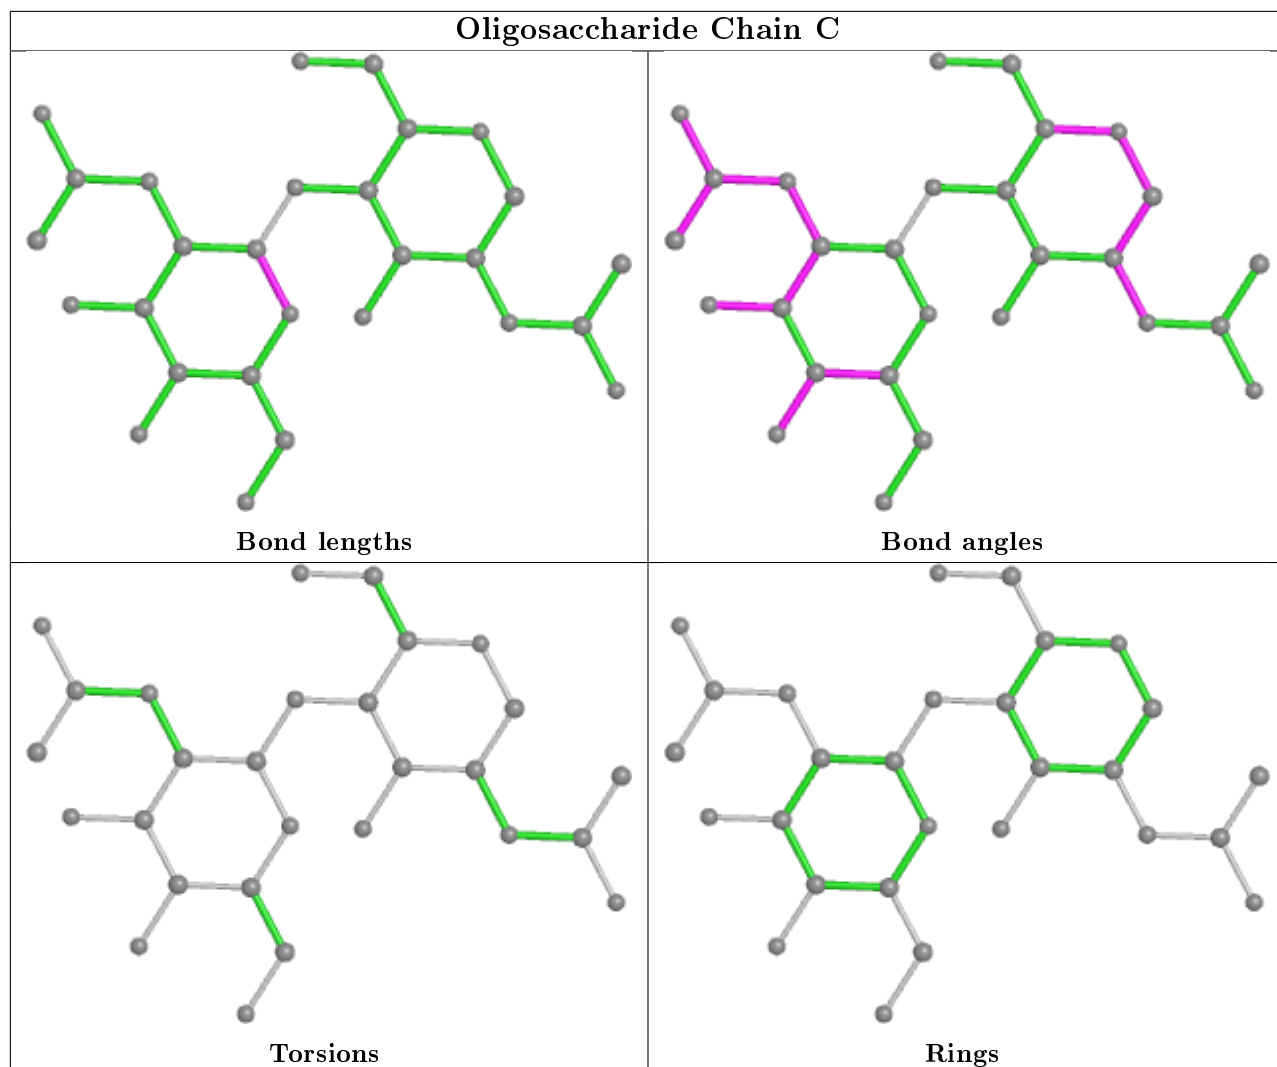 Oligosaccharide Chain C
Bond lengths
Bond angles
Torsions
Rings